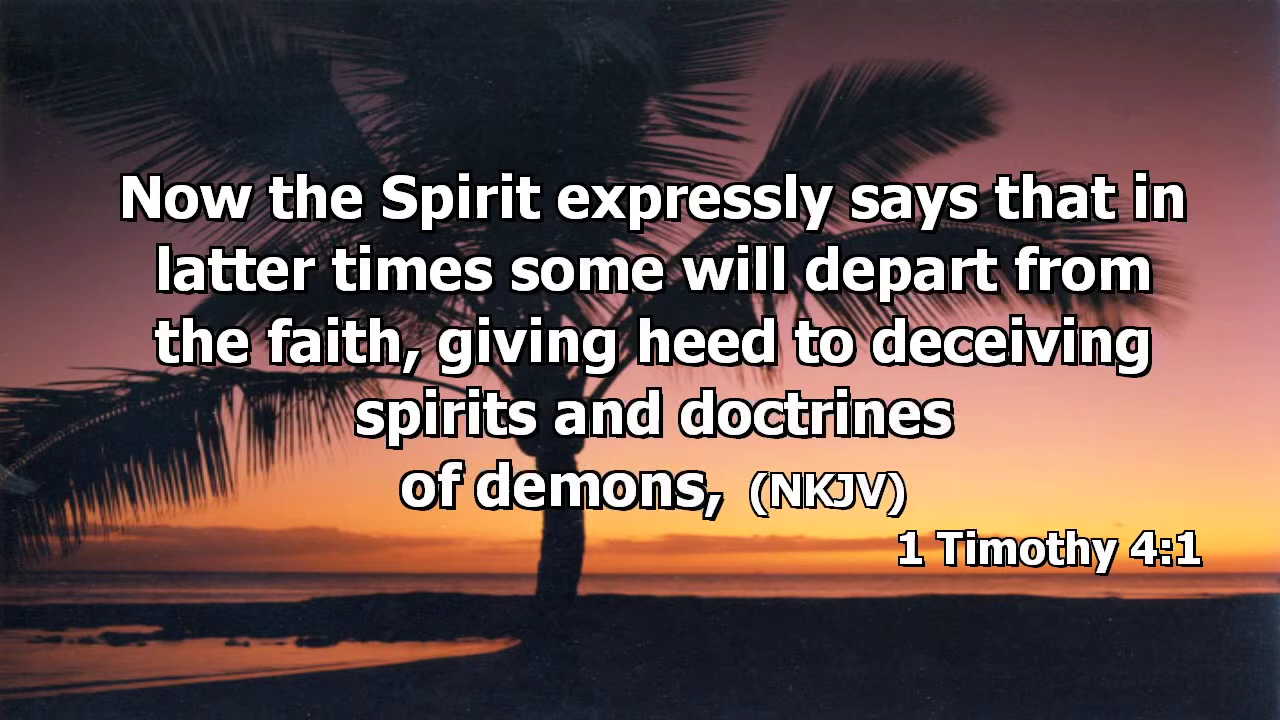 Now the Spirit expressly says that in
latter times some will depart from
the faith, giving heed to deceiving
spirits and doctrines
of demons, (NKJV)
1 Timothy 4:1